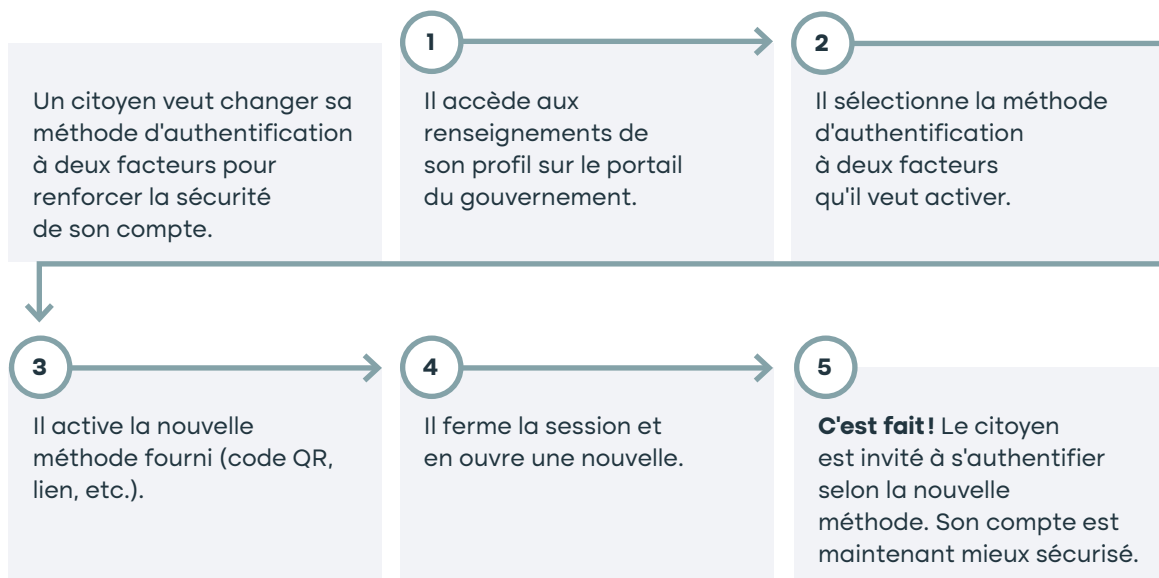 Un citoyen veut changer sa
méthode d'authentification
à deux facteurs pour
renforcer la sécurité
de son compte.
1
Il accède aux
renseignements de
son profil sur le portail
du gouvernement.
2
Il sélectionne la méthode
d'authentification
à deux facteurs
qu'il veut activer.
3
Il active la nouvelle
méthode fourni (code QR,
lien, etc.).
4
Il ferme la session et
en ouvre une nouvelle.
5
C'est fait ! Le citoyen
est invité à s'authentifier
selon la nouvelle
méthode. Son compte est
maintenant mieux sécurisé.